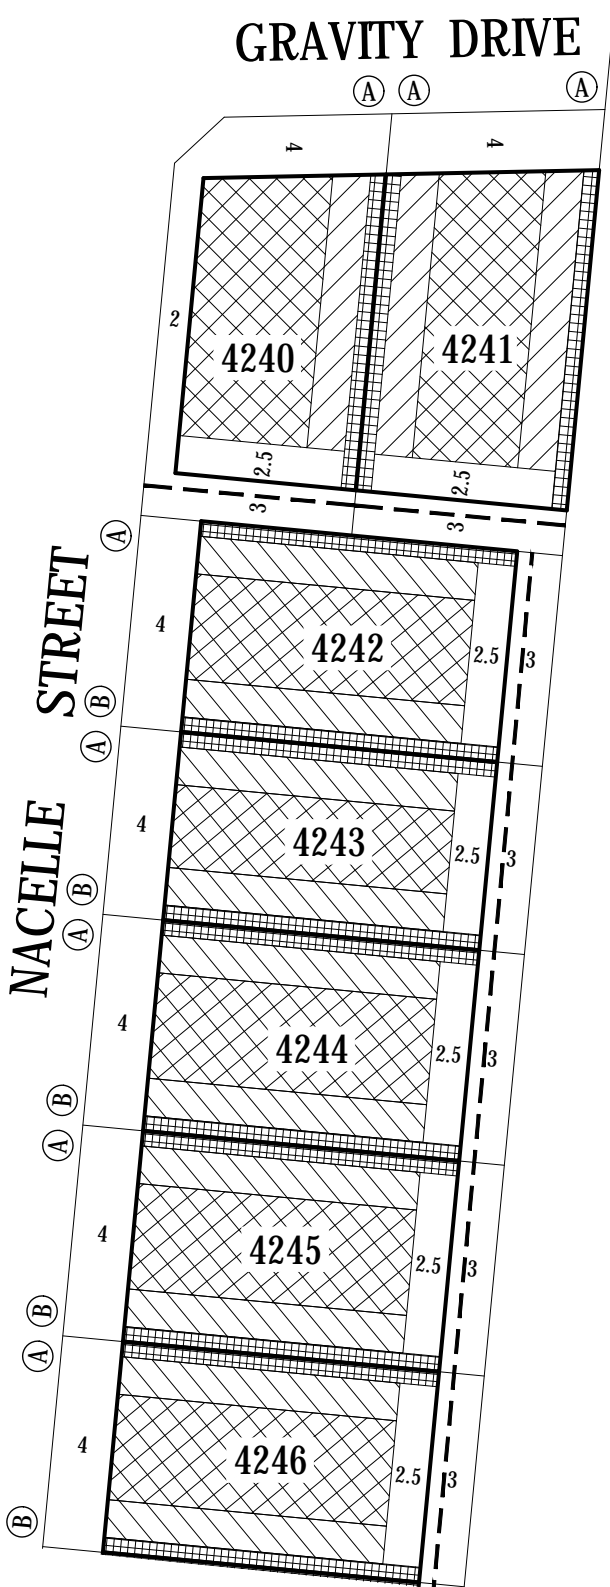 GRAVITY DRIVE
A A A
4 4
2
4240 4241
2.5 2.5
3 3
A
NACELLE STREET
4 4242 2.5 3
B
A
4 4243 2.5 3
B
A
4 4244 2.5 3
B
A
4 4245 2.5 3
B
A
4 4246 2.5 3
B